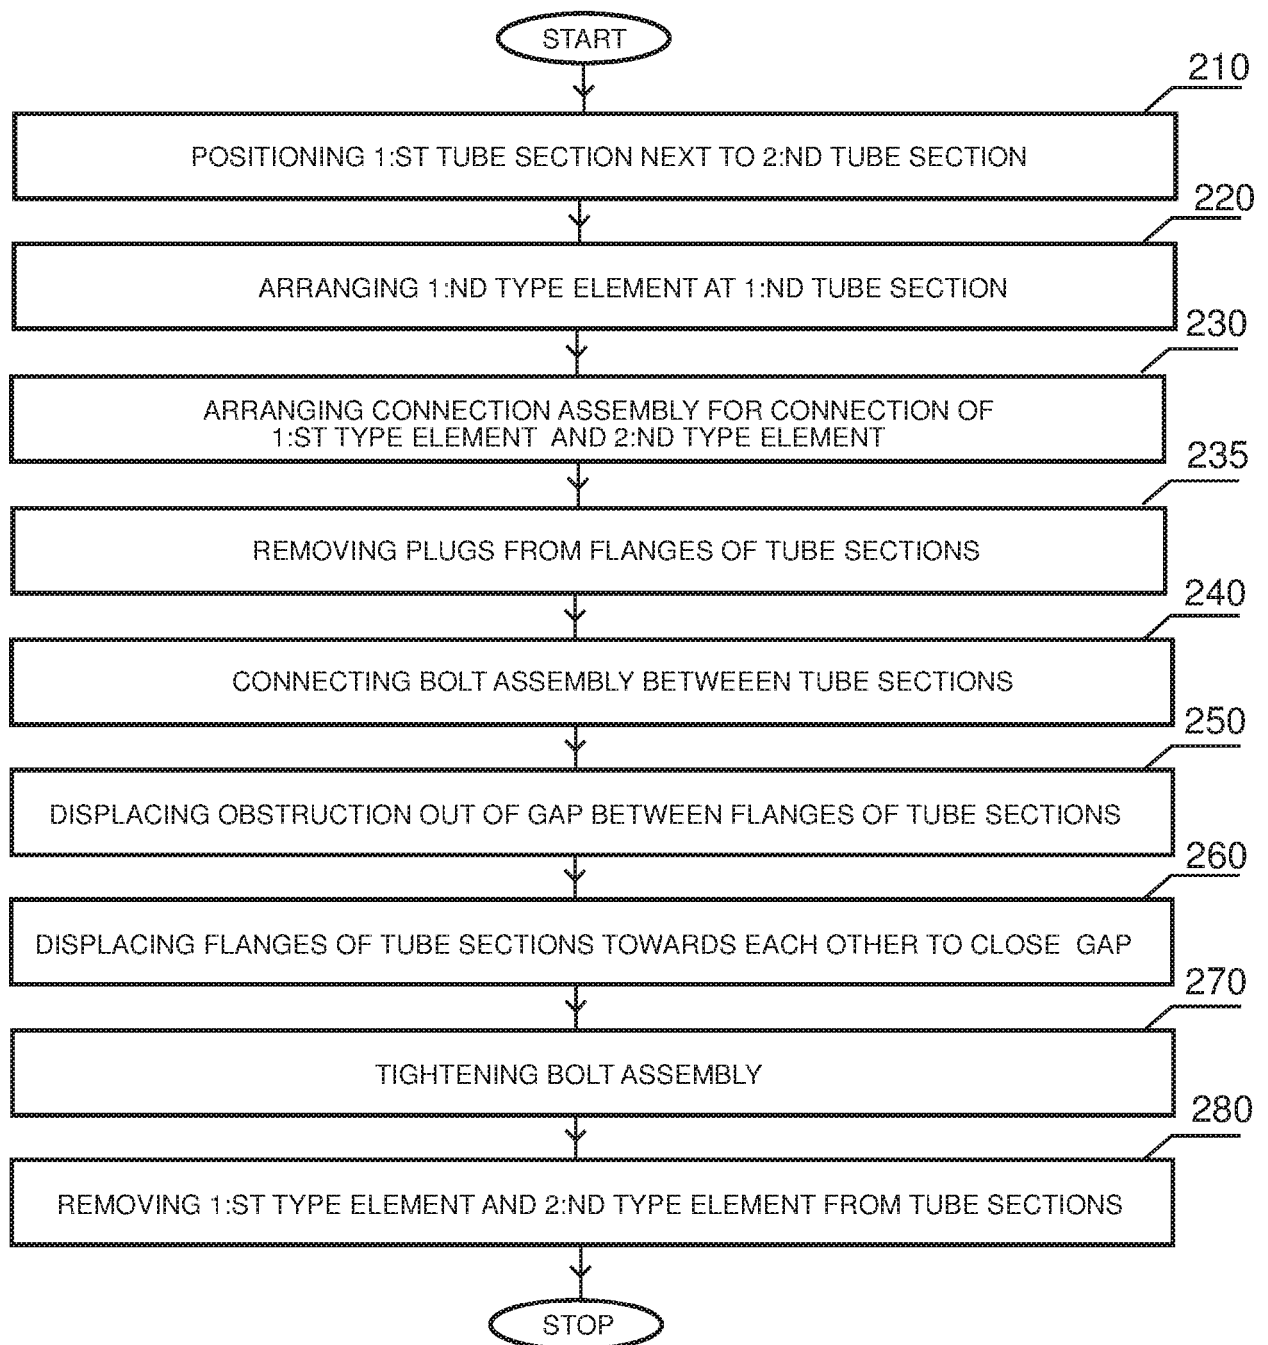 START
210
POSITIONING 1:ST TUBE SECTION NEXT TO 2:ND TUBE SECTION
220
ARRANGING 1:ND TYPE ELEMENT AT 1:ND TUBE SECTION
230
ARRANGING CONNECTION ASSEMBLY FOR CONNECTION OF
1:ST TYPE ELEMENT AND 2:ND TYPE ELEMENT
235
REMOVING PLUGS FROM FLANGES OF TUBE SECTIONS
240
CONNECTING BOLT ASSEMBLY BETWEEEN TUBE SECTIONS
250
DISPLACING OBSTRUCTION OUT OF GAP BETWEEN FLANGES OF TUBE SECTIONS
260
DISPLACING FLANGES OF TUBE SECTIONS TOWARDS EACH OTHER TO CLOSE GAP
270
TIGHTENING BOLT ASSEMBLY
280
REMOVING 1:ST TYPE ELEMENT AND 2:ND TYPE ELEMENT FROM TUBE SECTIONS
STOP